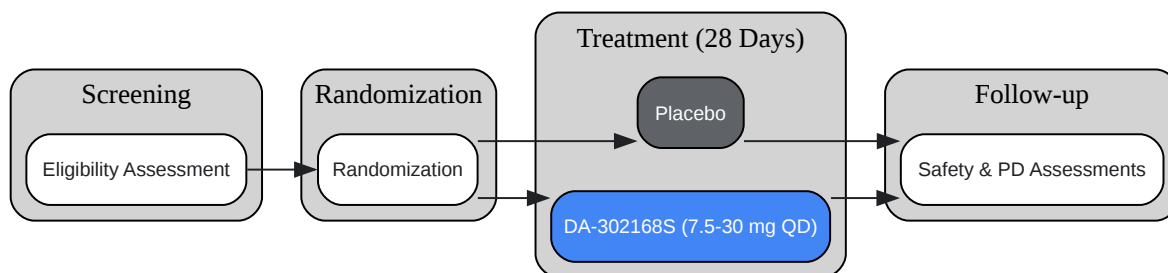 Screening
Eligibility Assessment
Randomization
Randomization
Treatment (28 Days)
Placebo
DA-302168S (7.5-30 mg QD)
Follow-up
Safety & PD Assessments